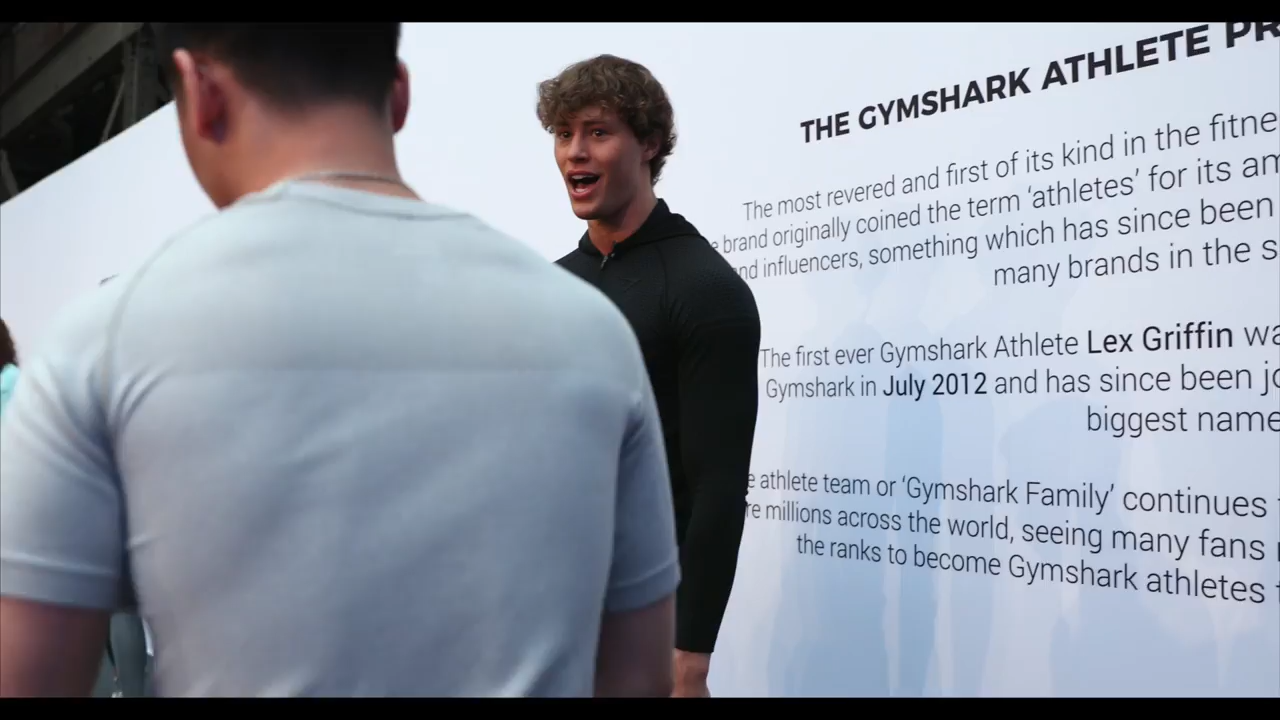 THE GYMSHARK ATHLETE PR
The most revered and first of its kind in the fitne
brand originally coined the term ‘athletes’ for its am
nd influencers, something which has since been
many brands in the s
The first ever Gymshark Athlete Lex Griffin wa
Gymshark in July 2012 and has since been jo
biggest name
e athlete team or ‘Gymshark Family’ continues
re millions across the world, seeing many fans
the ranks to become Gymshark athletes